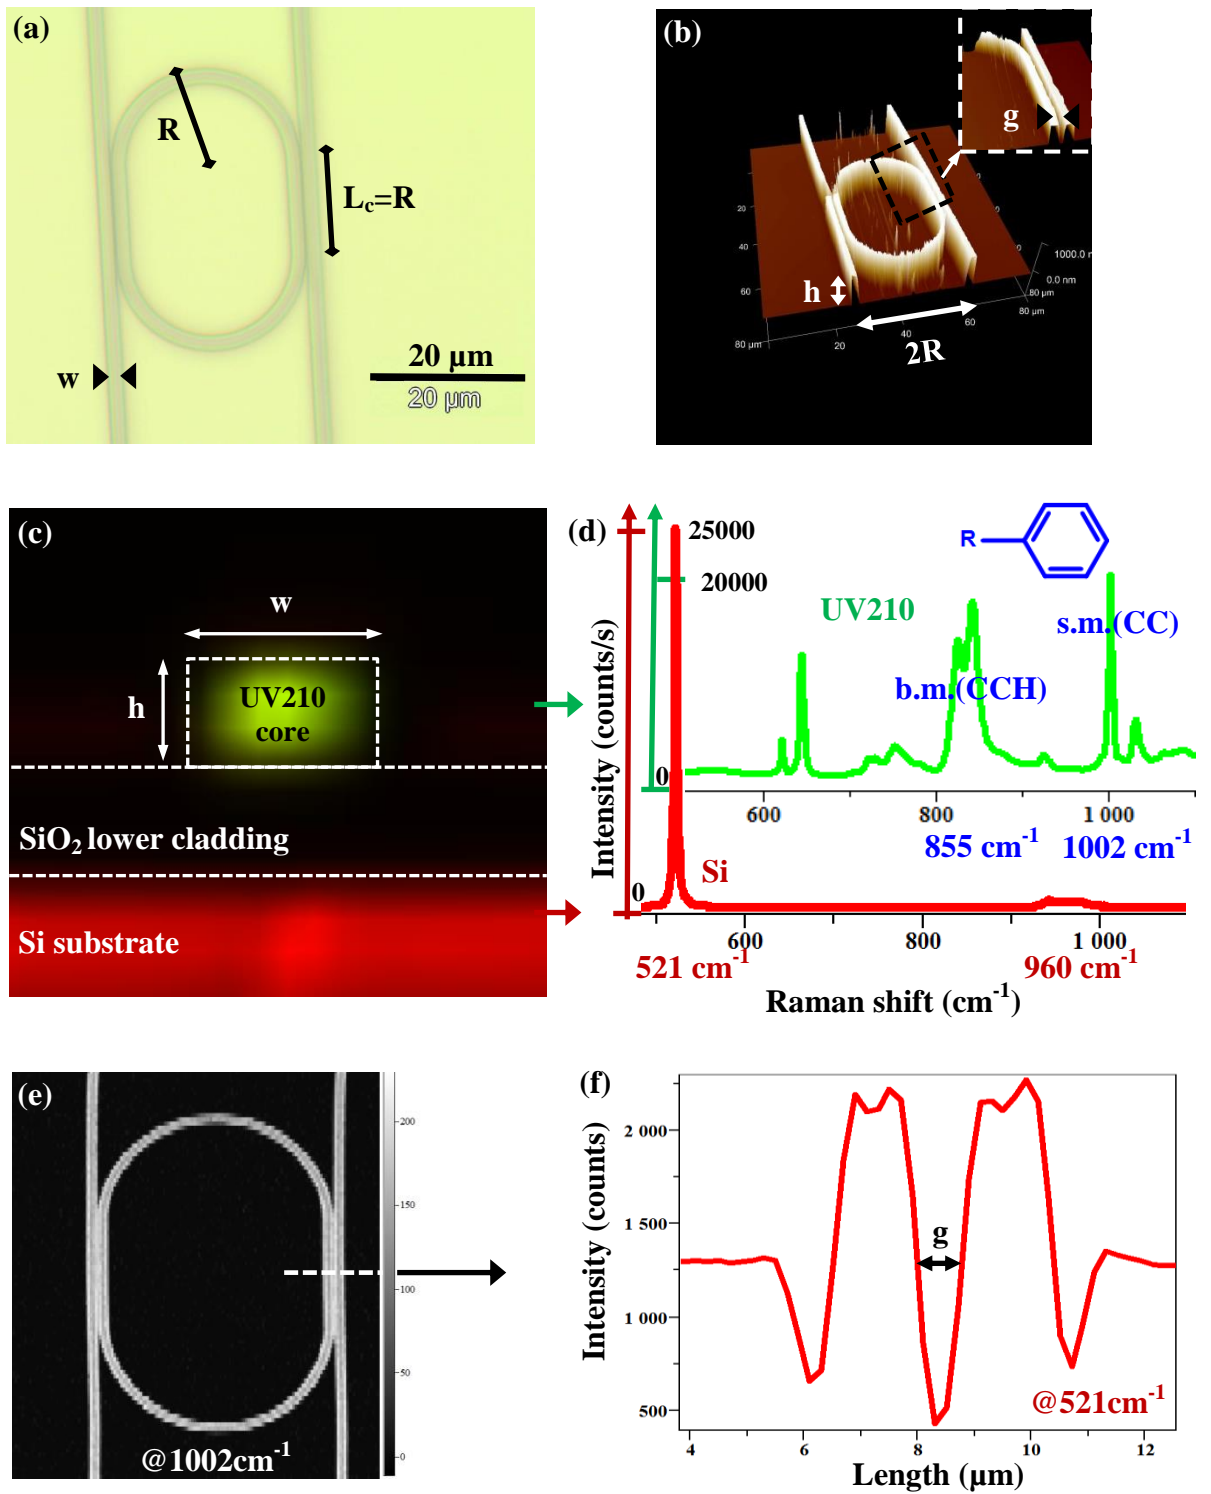 (a)
R
L_c=R
w
20 µm
20 µm
(b)
g
h
2R
20
40
60
80 µm
20
40
60
80 µm
80 µm
1000.0 n
0.0 nm
(c)
w
h
UV210
core
SiO₂ lower cladding
Si substrate
(d)
Intensity (counts/s)
25000
20000
0
0
R
UV210
s.m.(CC)
b.m.(CCH)
600
800
1 000
855 cm⁻¹
1002 cm⁻¹
Si
600
800
1 000
521 cm⁻¹
960 cm⁻¹
Raman shift (cm⁻¹)
(e)
200
150
100
50
0
@1002cm⁻¹
(f)
Intensity (counts)
2 000
1 500
1 000
500
g
@521cm⁻¹
4
6
8
10
12
Length (µm)